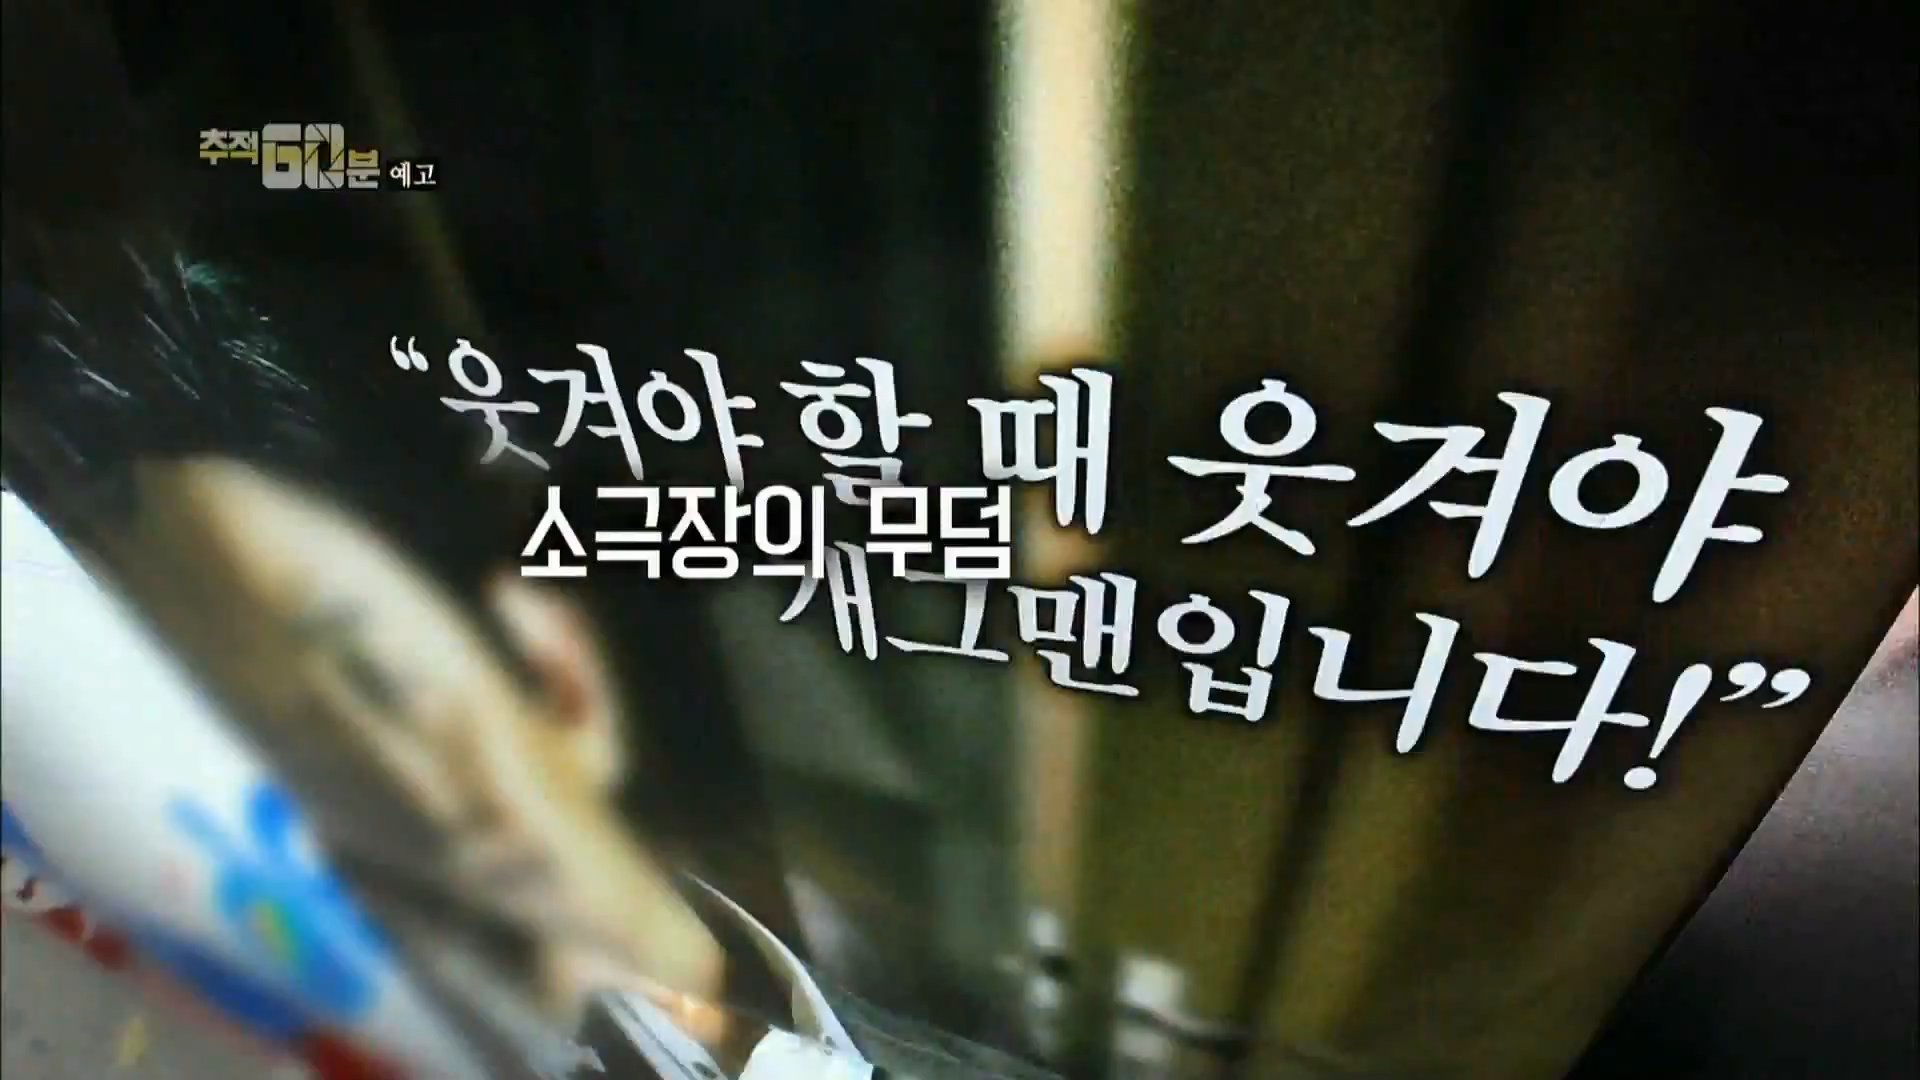 추적60분 예고
“웃겨야 할 때 웃겨야
소극장의 무덤
개그맨입니다!”